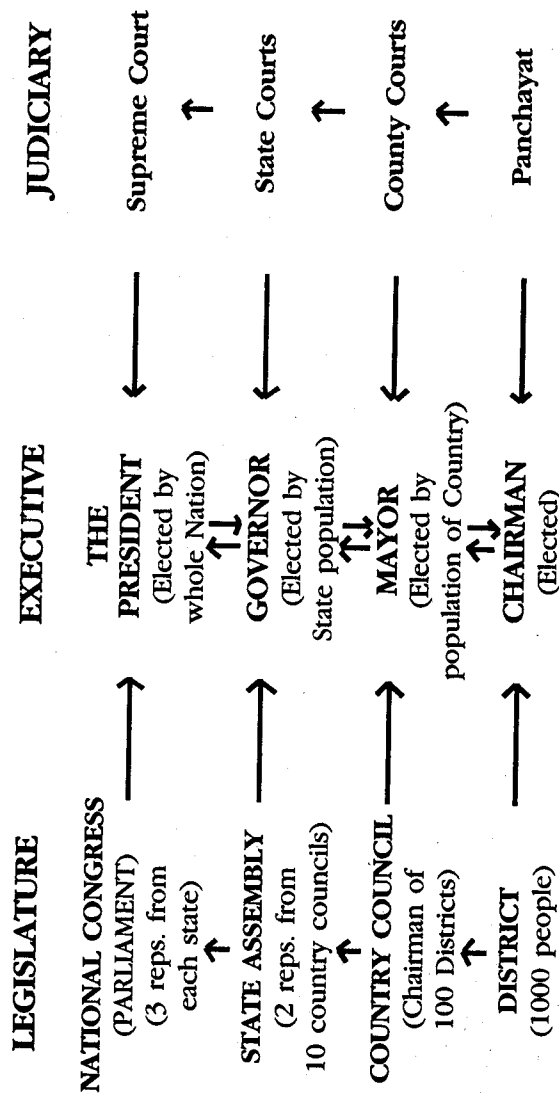 LEGISLATURE
NATIONAL CONGRESS
(PARLIAMENT)
(3 reps. from
each state)
STATE ASSEMBLY
(2 reps. from
10 country councils)
COUNTRY COUNCIL
(Chairman of
100 Districts)
DISTRICT
(1000 people)
EXECUTIVE
THE
PRESIDENT
(Elected by
whole Nation)
GOVERNOR
(Elected by
State population)
MAYOR
(Elected by
population of Country)
CHAIRMAN
(Elected)
JUDICIARY
Supreme Court
State Courts
County Courts
Panchayat